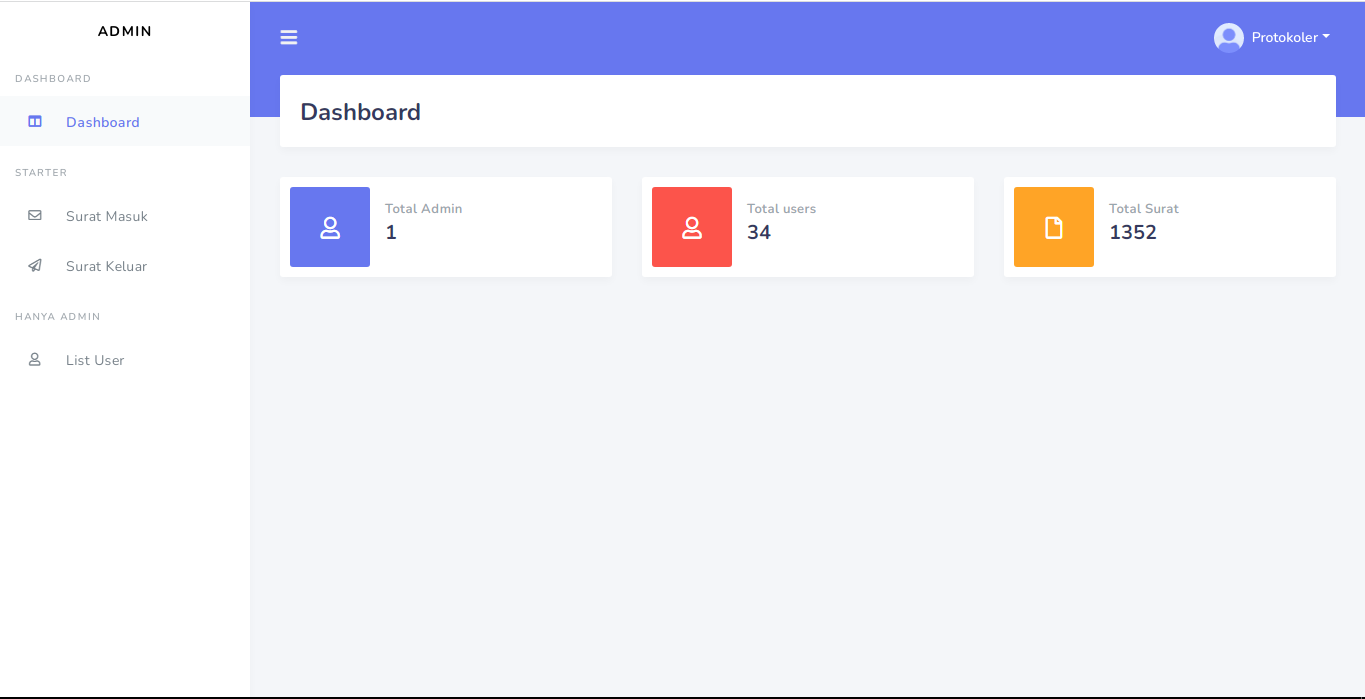 ADMIN
Protokoler
DASHBOARD
Dashboard
STARTER
Surat Masuk
Surat Keluar
HANYA ADMIN
List User
Dashboard
Total Admin
1
Total users
34
Total Surat
1352